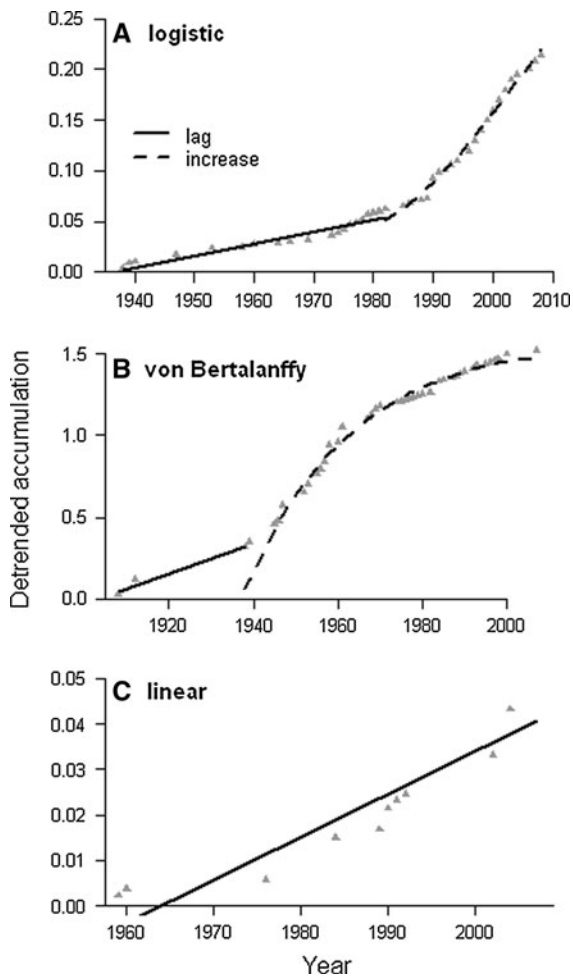 A logistic
0.25
0.20
0.15
0.10
0.05
0.00
lag
increase
1940 1950 1960 1970 1980 1990 2000 2010
Detrended accumulation
B von Bertalanffy
1.5
1.0
0.5
0.0
1920 1940 1960 1980 2000
C linear
0.05
0.04
0.03
0.02
0.01
0.00
1960 1970 1980 1990 2000
Year